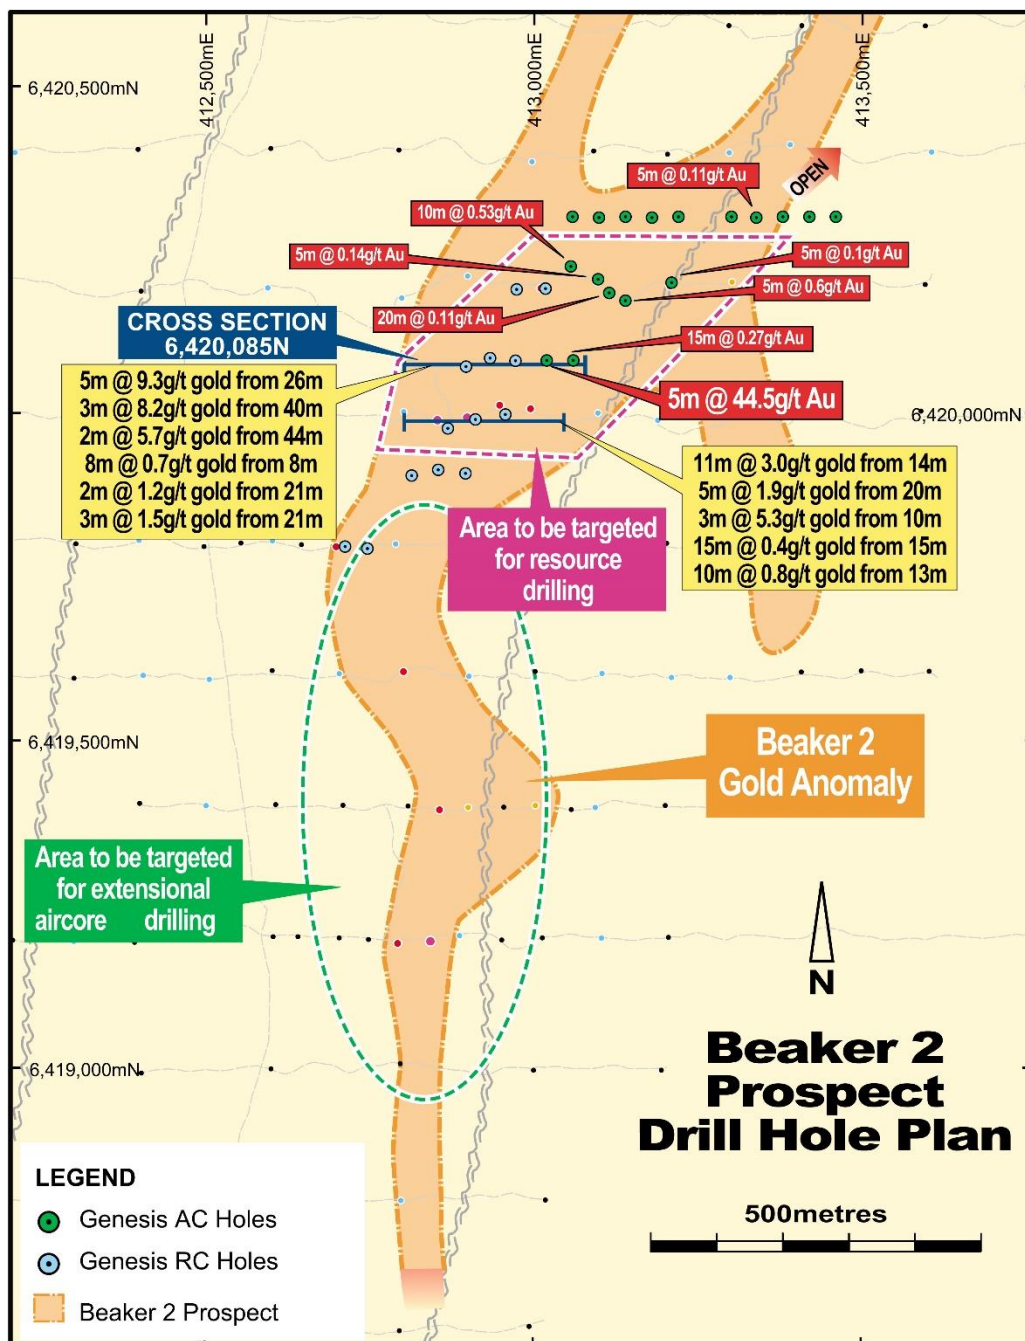 412,500mE
413,000mE
413,500mE
6,420,500mN
OPEN
5m @ 0.11g/t Au
10m @ 0.53g/t Au
5m @ 0.14g/t Au
5m @ 0.1g/t Au
5m @ 0.6g/t Au
20m @ 0.11g/t Au
CROSS SECTION
6,420,085N
15m @ 0.27g/t Au
5m @ 44.5g/t Au
5m @ 9.3g/t gold from 26m
3m @ 8.2g/t gold from 40m
2m @ 5.7g/t gold from 44m
8m @ 0.7g/t gold from 8m
2m @ 1.2g/t gold from 21m
3m @ 1.5g/t gold from 21m
6,420,000mN
11m @ 3.0g/t gold from 14m
5m @ 1.9g/t gold from 20m
3m @ 5.3g/t gold from 10m
15m @ 0.4g/t gold from 15m
10m @ 0.8g/t gold from 13m
Area to be targeted
for resource
drilling
6,419,500mN
Beaker 2
Gold Anomaly
Area to be targeted
for extensional
aircore drilling
N
6,419,000mN
Beaker 2
Prospect
Drill Hole Plan
500metres
LEGEND
Genesis AC Holes
Genesis RC Holes
Beaker 2 Prospect